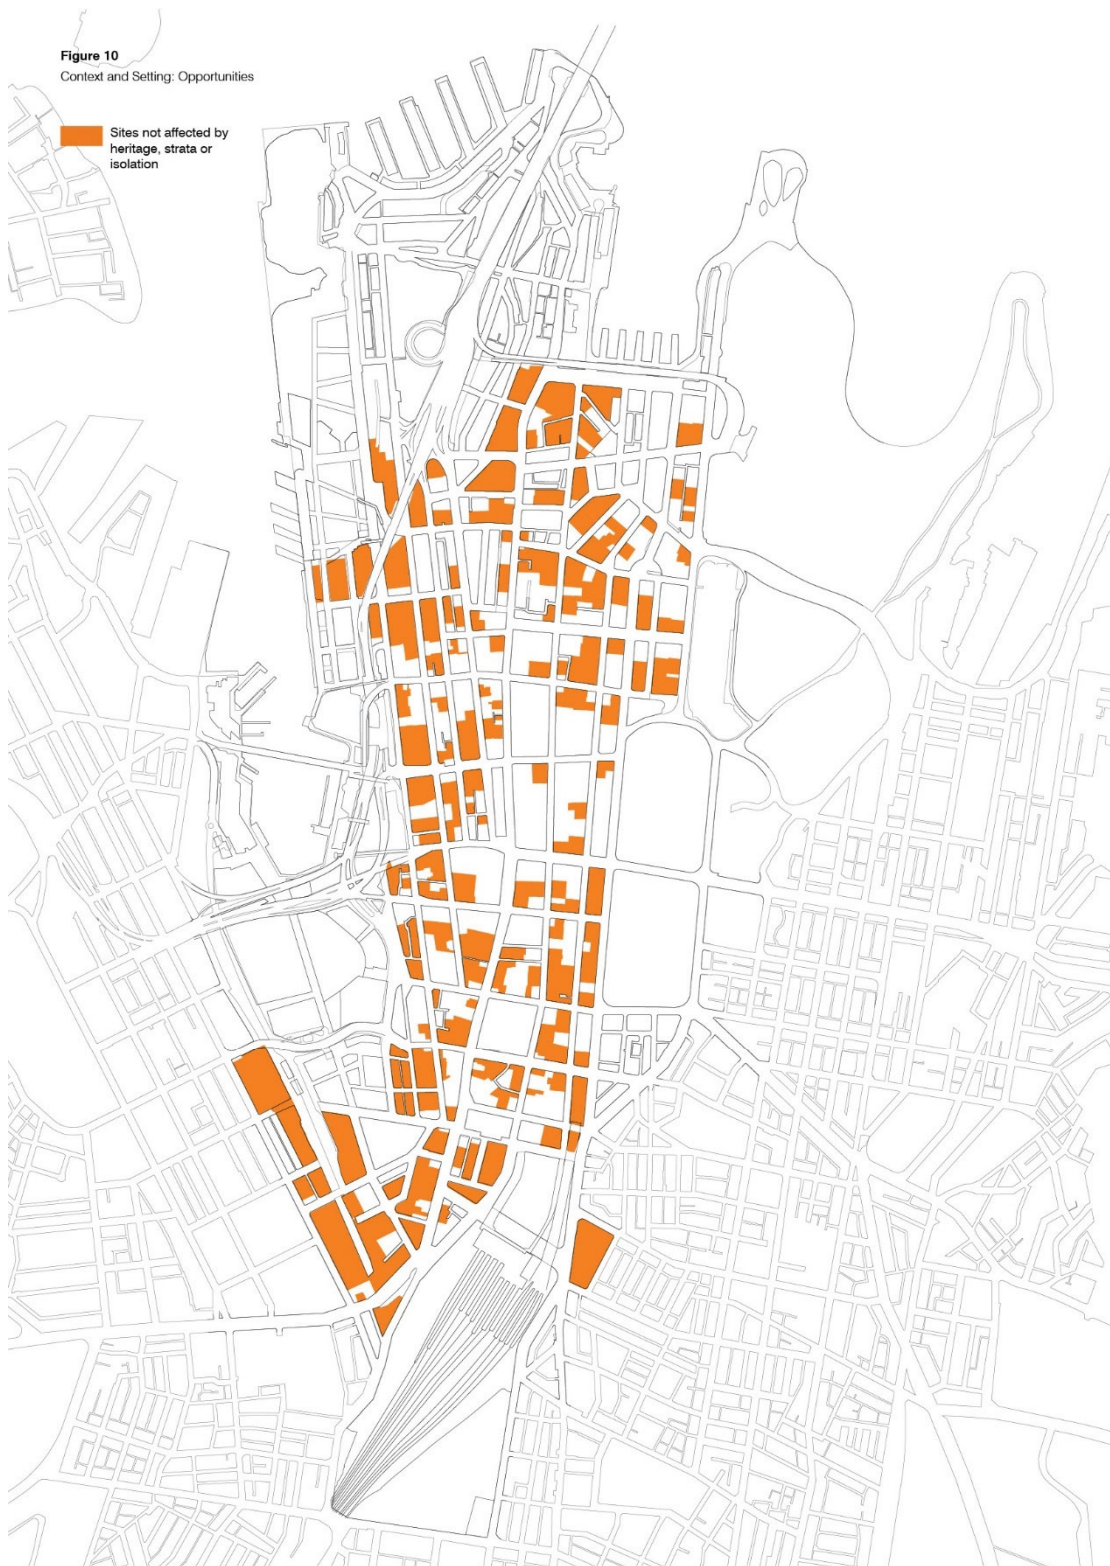 Figure 10
Context and Setting: Opportunities
Sites not affected by
heritage, strata or
isolation